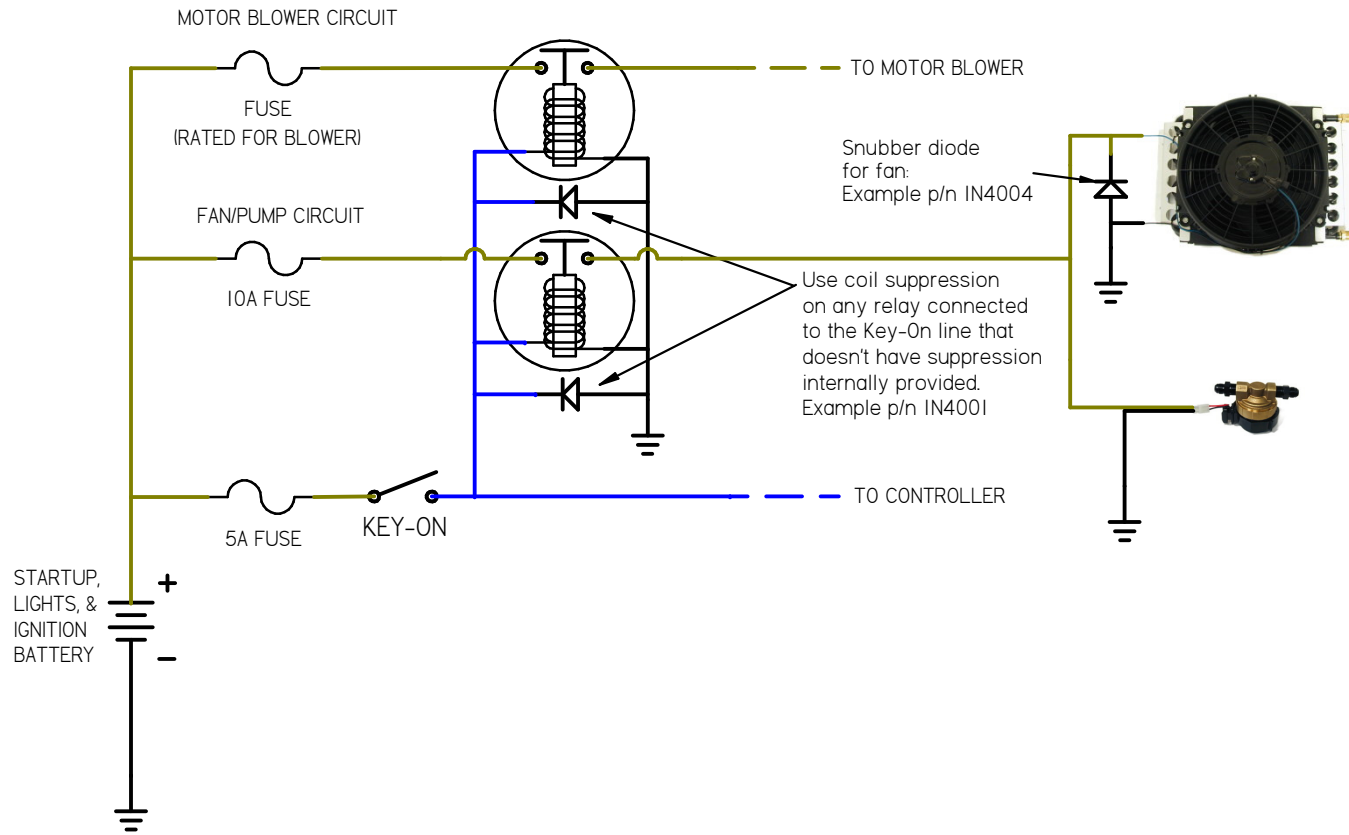 MOTOR BLOWER CIRCUIT
FUSE
(RATED FOR BLOWER)
TO MOTOR BLOWER
Snubber diode
for fan:
Example p/n IN4004
FAN/PUMP CIRCUIT
10A FUSE
Use coil suppression
on any relay connected
to the Key-On line that
doesn't have suppression
internally provided.
Example p/n IN4001
5A FUSE
KEY-ON
TO CONTROLLER
STARTUP,
LIGHTS, &
IGNITION
BATTERY
+
−